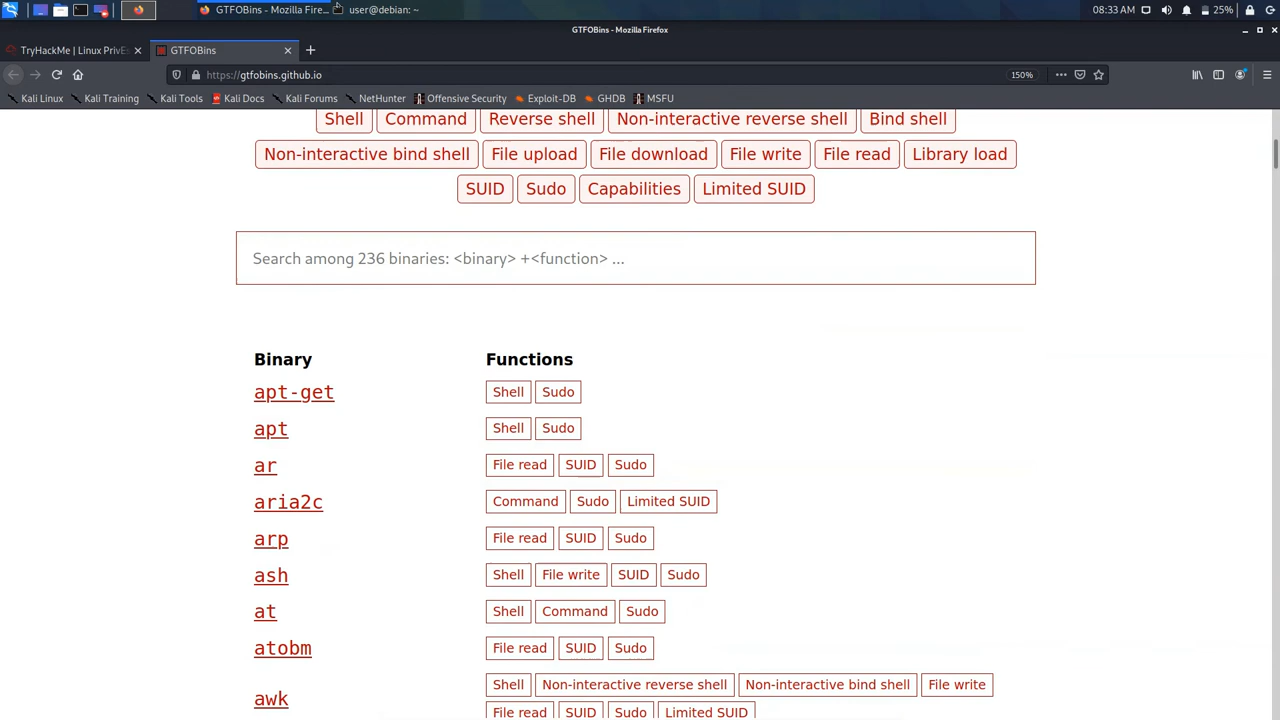 GTFOBins - Mozilla Fire...
user@debian: ~
08:33 AM
25%
GTFOBins - Mozilla Firefox
TryHackMe | Linux PrivEs
GTFOBins
https://gtfobins.github.io
150%
Kali Linux
Kali Training
Kali Tools
Kali Docs
Kali Forums
NetHunter
Offensive Security
Exploit-DB
GHDB
MSFU
Shell Command Reverse shell Non-interactive reverse shell Bind shell
Non-interactive bind shell File upload File download File write File read Library load
SUID Sudo Capabilities Limited SUID
Search among 236 binaries: <binary> +<function> ...
Binary Functions
apt-get Shell Sudo
apt Shell Sudo
ar File read SUID Sudo
aria2c Command Sudo Limited SUID
arp File read SUID Sudo
ash Shell File write SUID Sudo
at Shell Command Sudo
atobm File read SUID Sudo
awk Shell Non-interactive reverse shell Non-interactive bind shell File write
File read SUID Sudo Limited SUID